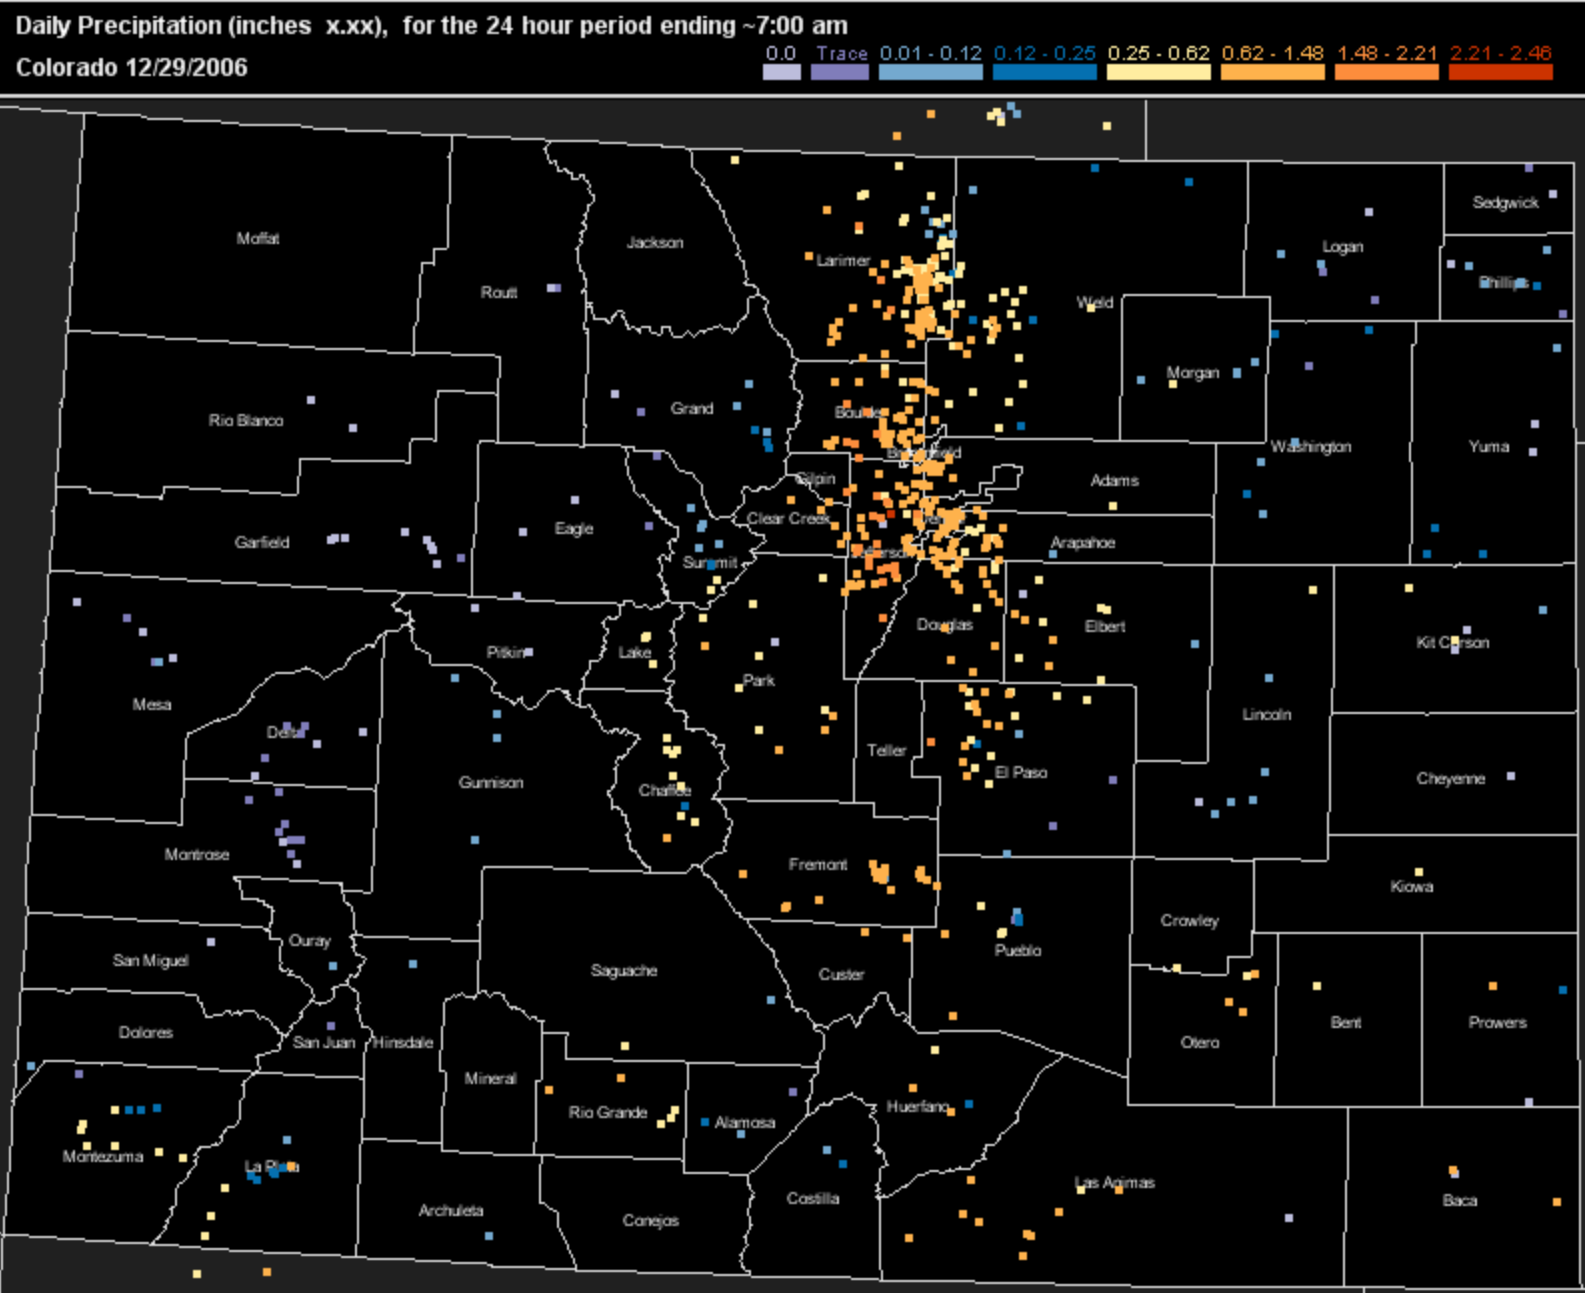 Daily Precipitation (inches x.xx), for the 24 hour period ending ~7:00 am
Colorado 12/29/2006
0.0 Trace 0.01 - 0.12 0.12 - 0.25 0.25 - 0.62 0.62 - 1.48 1.48 - 2.21 2.21 - 2.46
Sedgwick
Moffat
Jackson
Logan
Larimer
Phillips
Routt
Weld
Morgan
Grand
Boulder
Rio Blanco
Washington
Yuma
Broomfield
Gilpin
Adams
Clear Creek
Denver
Eagle
Garfield
Arapahoe
Jefferson
Summit
Douglas
Elbert
Kit Carson
Pitkin
Lake
Park
Mesa
Lincoln
Delta
Teller
El Paso
Cheyenne
Gunnison
Chaffee
Montrose
Fremont
Kiowa
Crowley
Ouray
Pueblo
San Miguel
Saguache
Custer
Bent
Prowers
Dolores
San Juan
Hinsdale
Otero
Mineral
Rio Grande
Huerfano
Alamosa
Montezuma
La Plata
Las Animas
Costilla
Baca
Archuleta
Conejos